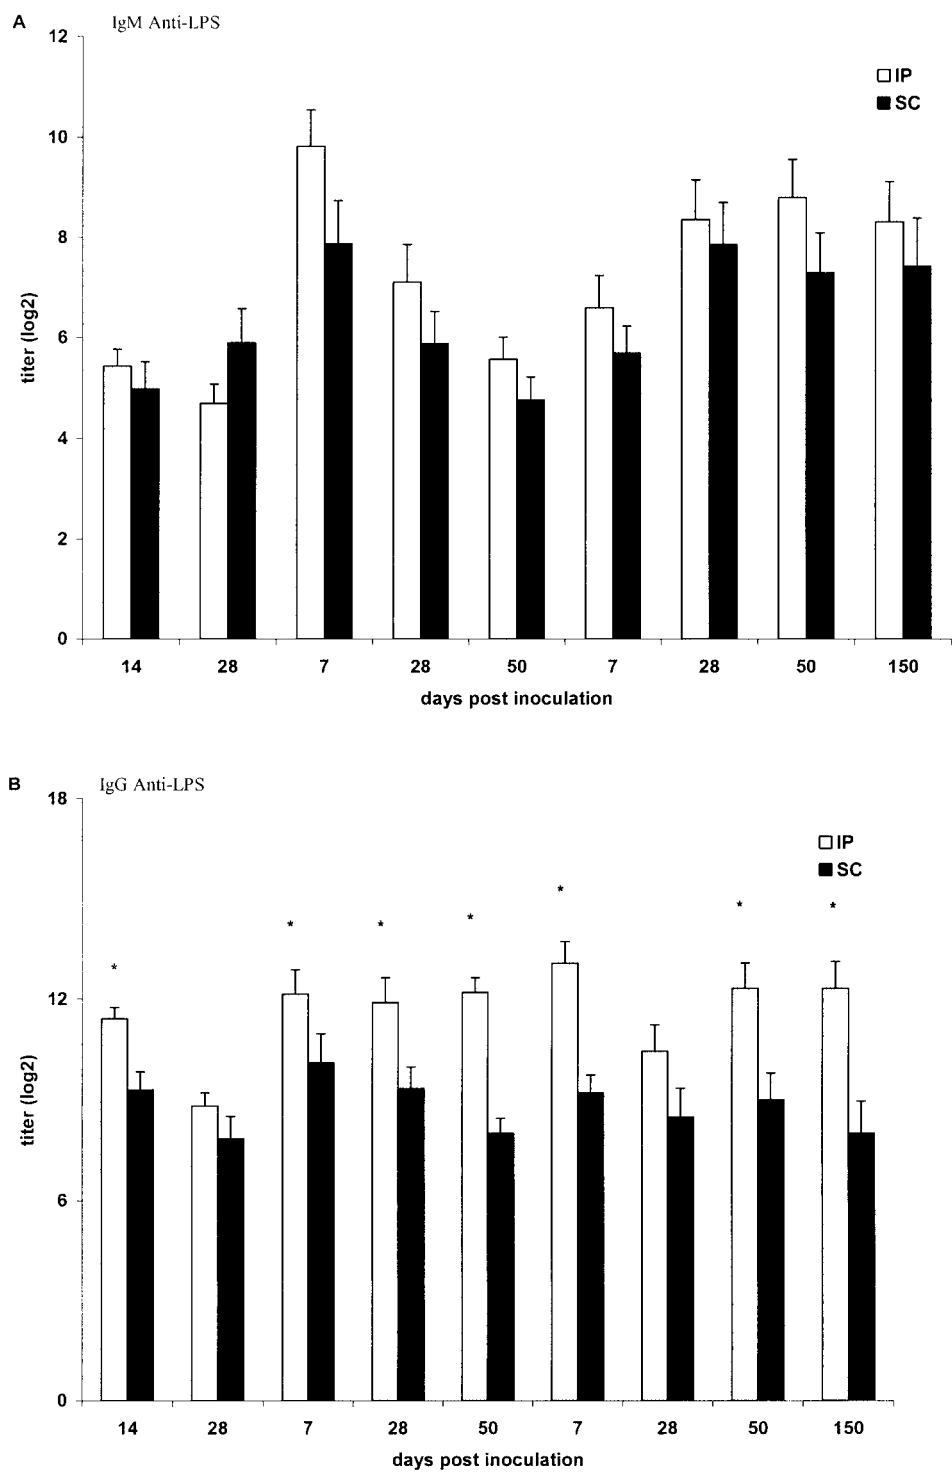 A IgM Anti-LPS
12
IP
SC
10
8
6
4
2
0
titer (log2)
14 28 7 28 50 7 28 50 150
days post inoculation
B IgG Anti-LPS
18
IP
SC
* * * * * * *
12
6
0
titer (log2)
14 28 7 28 50 7 28 50 150
days post inoculation